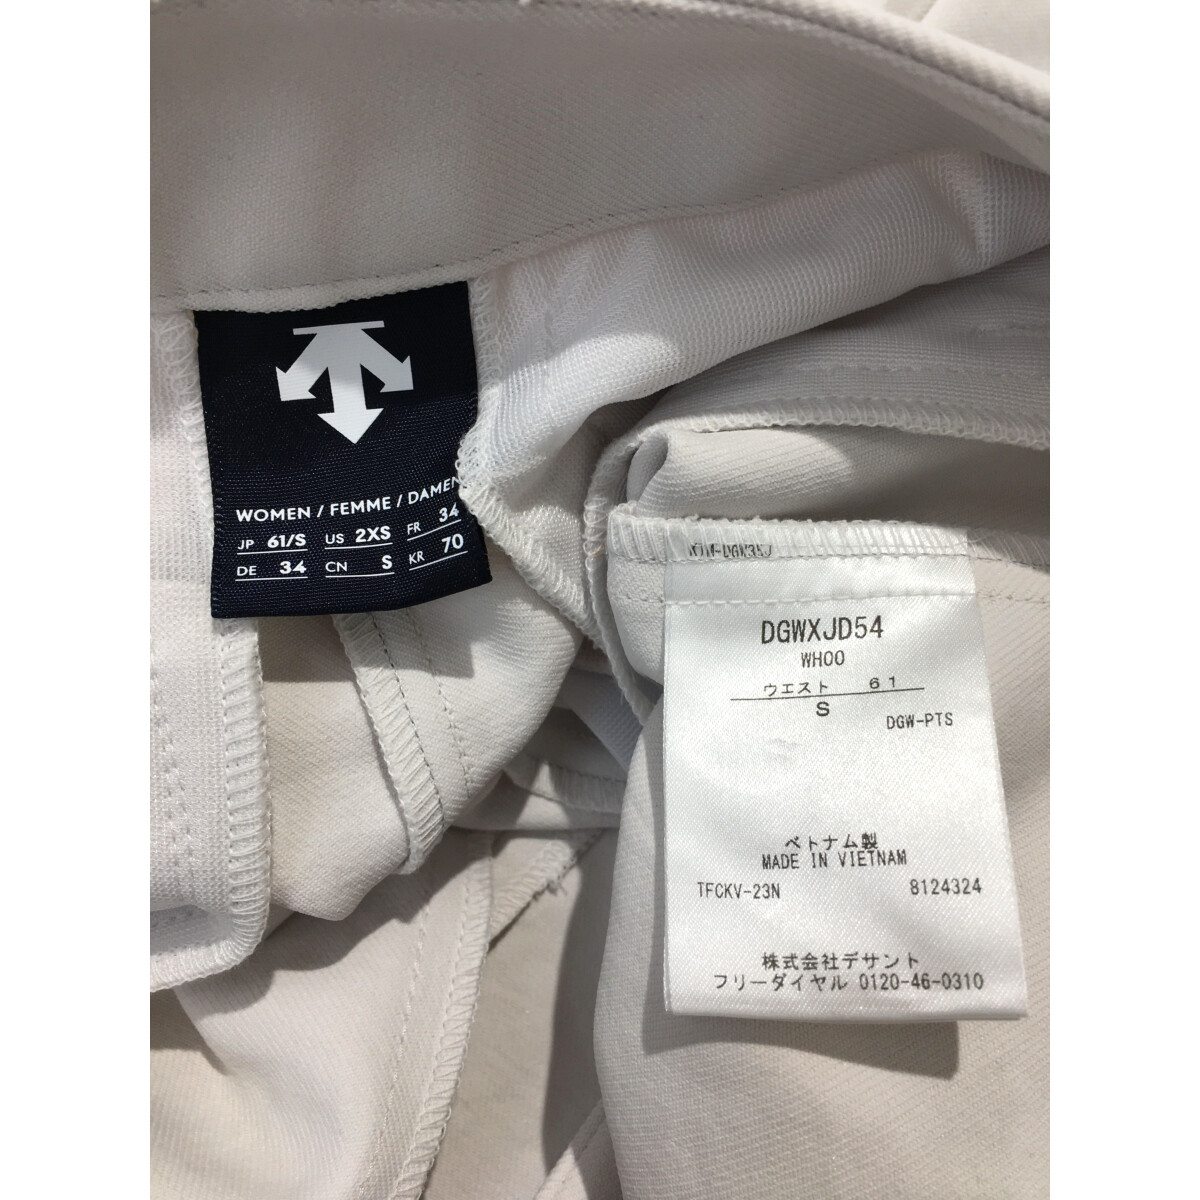 WOMEN / FEMME / DAMEN
JP 61/S US 2XS FR 34
DE 34 CN S KR 70
DGWXJD54
WH00
ウエスト 61
S
DGW-PTS
ベトナム製
MADE IN VIETNAM
TFCKV-23N 8124324
株式会社デサント
フリーダイヤル 0120-46-0310